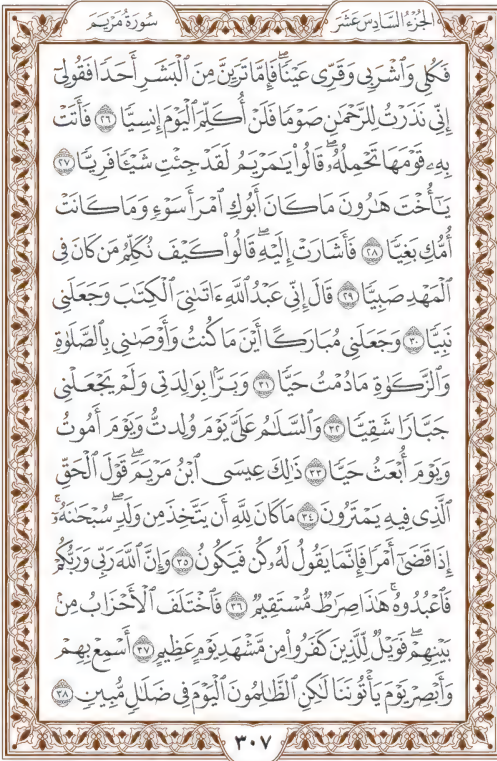 الجزء السادس عشر
سورة مريم
فَكُلِي وَٱشْرَبِي وَقَرِّي عَيْنٗاۖ فَإِمَّا تَرَيِنَّ مِنَ ٱلْبَشَرِ أَحَدٗا فَقُولِيٓ
إِنِّي نَذَرْتُ لِلرَّحْمَٰنِ صَوْمٗا فَلَنْ أُكَلِّمَ ٱلْيَوْمَ إِنسِيّٗا ٢٦ فَأَتَتْ
بِهِۦ قَوْمَهَا تَحْمِلُهُۥۖ قَالُواْ يَٰمَرْيَمُ لَقَدْ جِئْتِ شَيْـٔٗا فَرِيّٗا ٢٧
يَٰٓأُخْتَ هَٰرُونَ مَا كَانَ أَبُوكِ ٱمْرَأَ سَوْءٖ وَمَا كَانَتْ
أُمُّكِ بَغِيّٗا ٢٨ فَأَشَارَتْ إِلَيْهِۖ قَالُواْ كَيْفَ نُكَلِّمُ مَن كَانَ فِي
ٱلْمَهْدِ صَبِيّٗا ٢٩ قَالَ إِنِّي عَبْدُ ٱللَّهِ ءَاتَىٰنِيَ ٱلْكِتَٰبَ وَجَعَلَنِي
نَبِيّٗا ٣٠ وَجَعَلَنِي مُبَارَكًا أَيْنَ مَا كُنتُ وَأَوْصَٰنِي بِٱلصَّلَوٰةِ
وَٱلزَّكَوٰةِ مَا دُمْتُ حَيّٗا ٣١ وَبَرَّۢا بِوَٰلِدَتِي وَلَمْ يَجْعَلْنِي
جَبَّارٗا شَقِيّٗا ٣٢ وَٱلسَّلَٰمُ عَلَيَّ يَوْمَ وُلِدتُّ وَيَوْمَ أَمُوتُ
وَيَوْمَ أُبْعَثُ حَيّٗا ٣٣ ذَٰلِكَ عِيسَى ٱبْنُ مَرْيَمَۖ قَوْلَ ٱلْحَقِّ
ٱلَّذِي فِيهِ يَمْتَرُونَ ٣٤ مَا كَانَ لِلَّهِ أَن يَتَّخِذَ مِن وَلَدٖۖ سُبْحَٰنَهُۥٓۚ
إِذَا قَضَىٰٓ أَمْرٗا فَإِنَّمَا يَقُولُ لَهُۥ كُن فَيَكُونُ ٣٥ وَإِنَّ ٱللَّهَ رَبِّي وَرَبُّكُمْ
فَٱعْبُدُوهُۚ هَٰذَا صِرَٰطٞ مُّسْتَقِيمٞ ٣٦ فَٱخْتَلَفَ ٱلْأَحْزَابُ مِنۢ
بَيْنِهِمْۖ فَوَيْلٞ لِّلَّذِينَ كَفَرُواْ مِن مَّشْهَدِ يَوْمٍ عَظِيمٍ ٣٧ أَسْمِعْ بِهِمْ
وَأَبْصِرْ يَوْمَ يَأْتُونَنَا لَٰكِنِ ٱلظَّٰلِمُونَ ٱلْيَوْمَ فِي ضَلَٰلٖ مُّبِينٖ ٣٨
٣٠٧